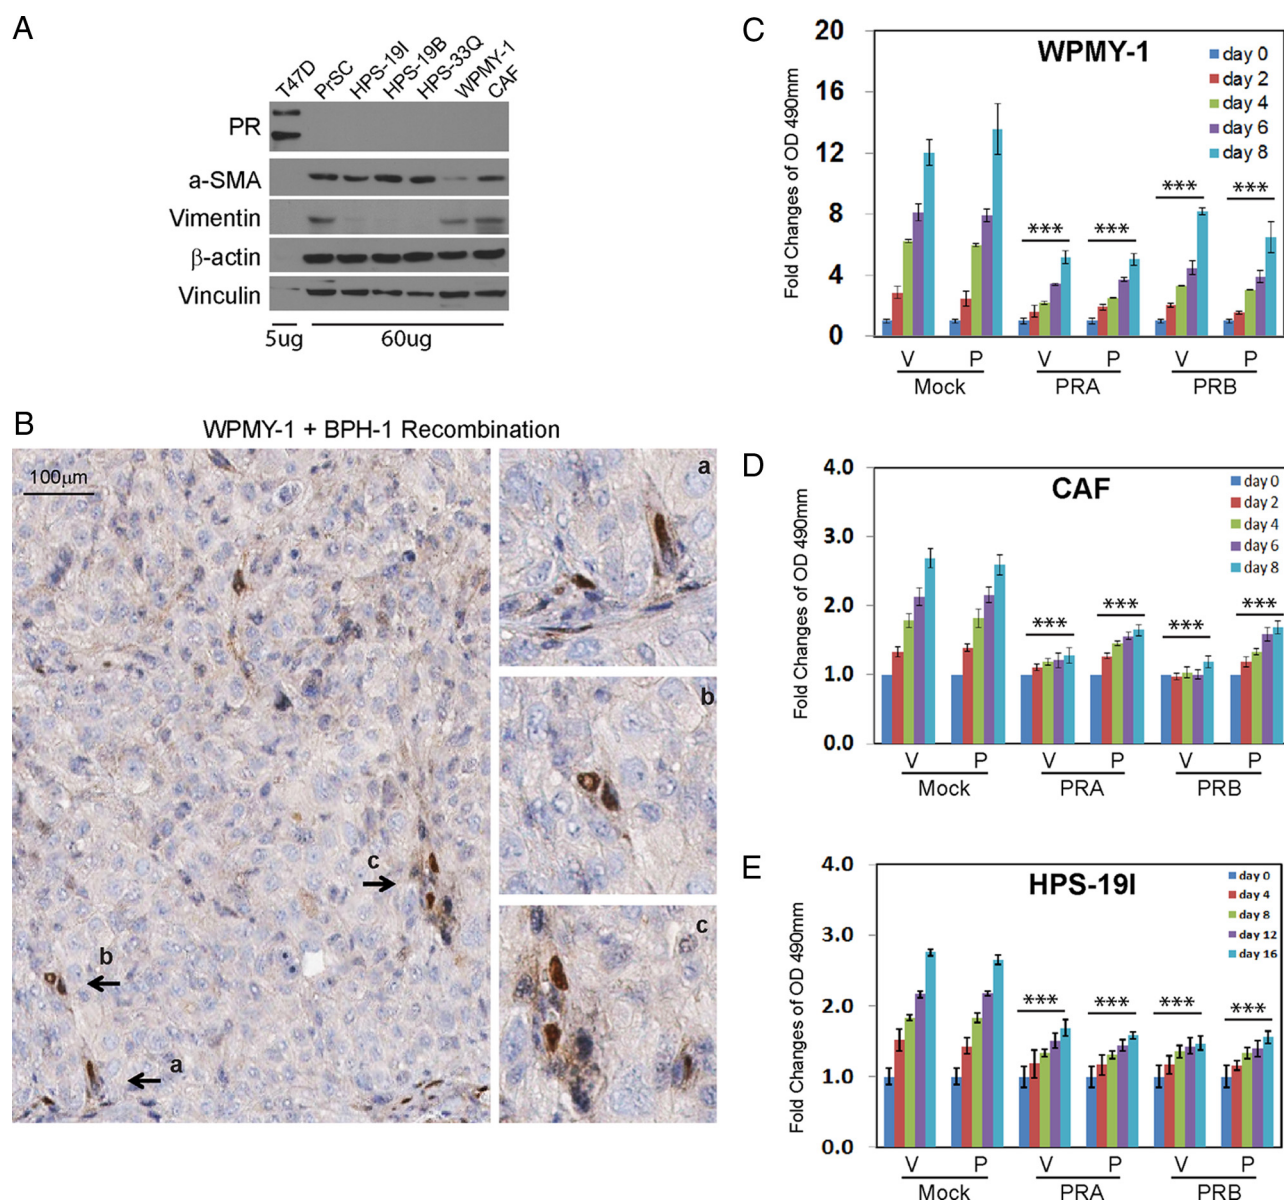 A
T47D
PrSC
HPS-19I
HPS-19B
HPS-33Q
WPMY-1
CAF
PR
a-SMA
Vimentin
β-actin
Vinculin
5ug
60ug
B
WPMY-1 + BPH-1 Recombination
100μm
a
b
c
a
b
c
C
WPMY-1
Fold Changes of OD 490mm
20
16
12
8
4
0
day 0
day 2
day 4
day 6
day 8
*** *** *** ***
V P V P V P
Mock PRA PRB
D
CAF
Fold Changes of OD 490mm
4.0
3.0
2.0
1.0
0.0
day 0
day 2
day 4
day 6
day 8
*** *** *** ***
V P V P V P
Mock PRA PRB
E
HPS-19I
Fold Changes of OD 490mm
4.0
3.0
2.0
1.0
0.0
day 0
day 4
day 8
day 12
day 16
*** *** *** ***
V P V P V P
Mock PRA PRB